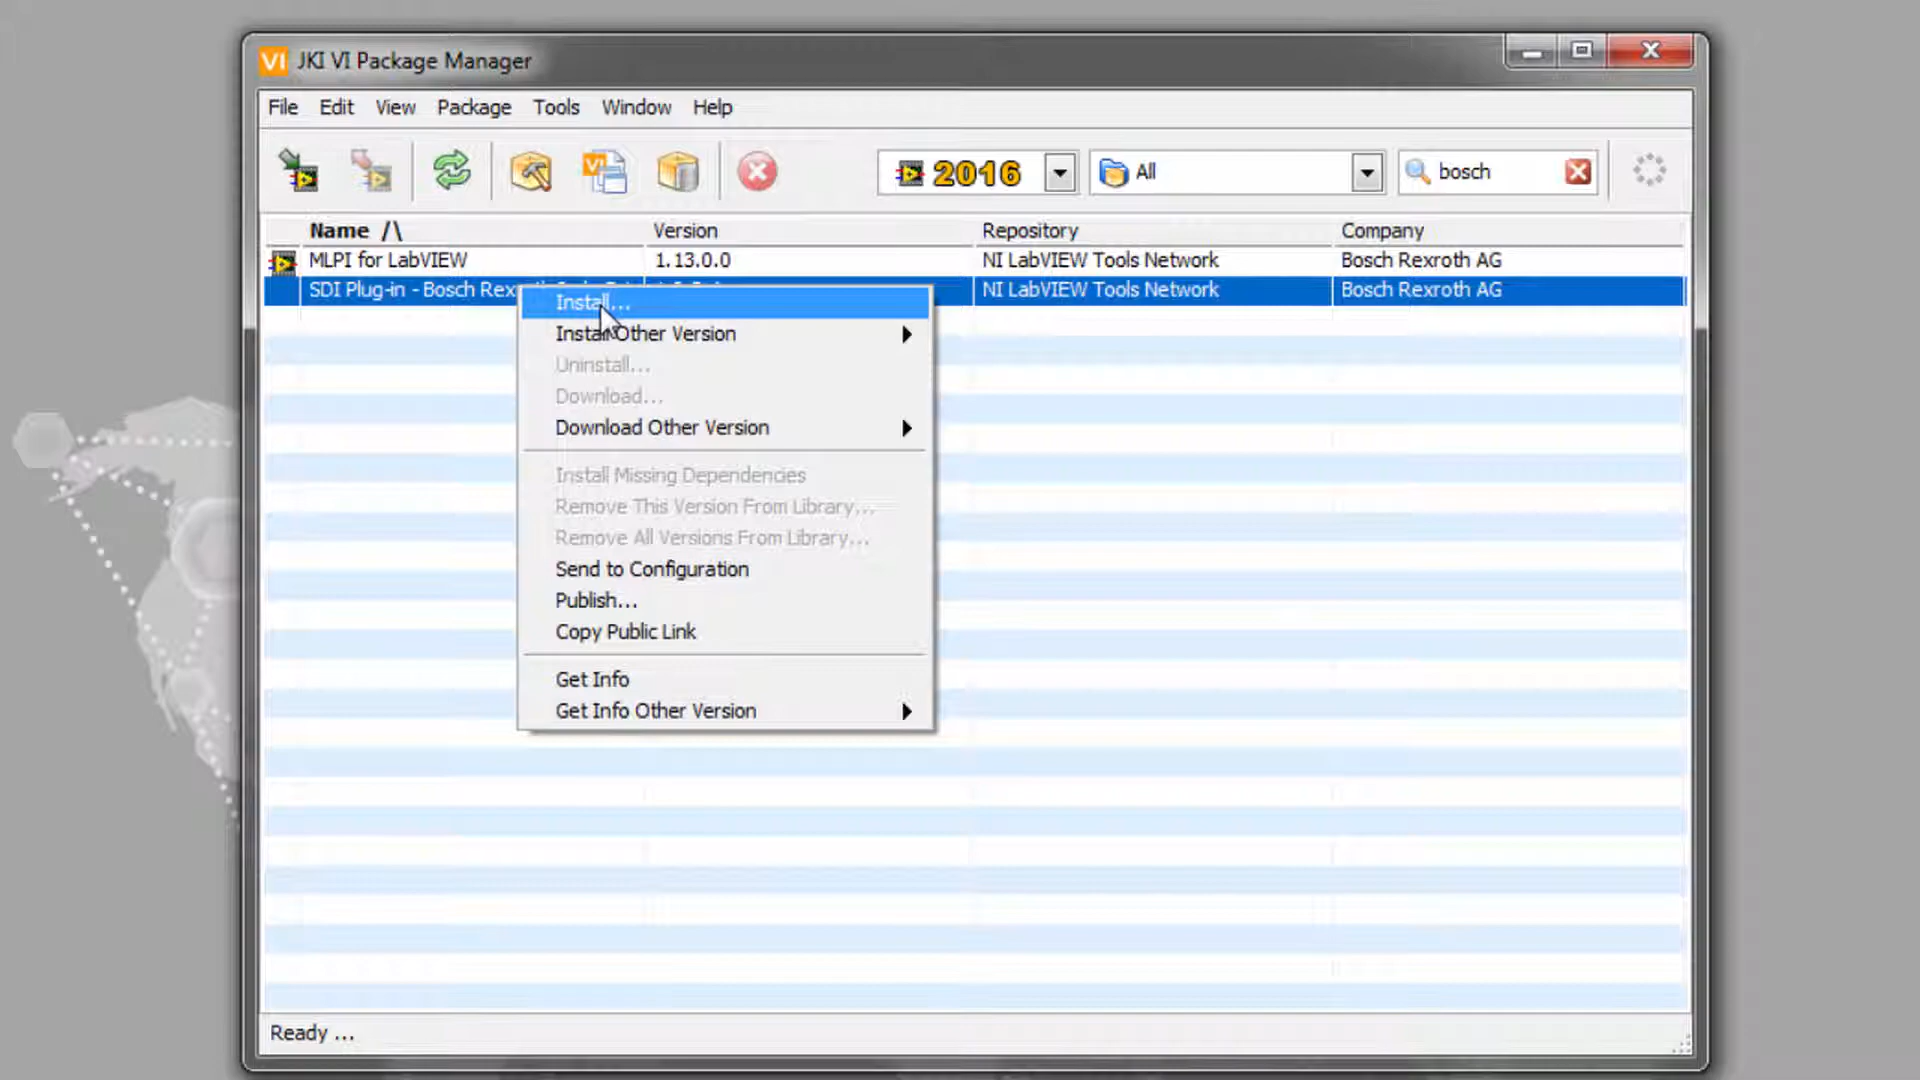 VI JKI VI Package Manager
File Edit View Package Tools Window Help
2016 All bosch
Name /\ Version Repository Company
MLPI for LabVIEW 1.13.0.0 NI LabVIEW Tools Network Bosch Rexroth AG
SDI Plug-in - Bosch NI LabVIEW Tools Network Bosch Rexroth AG
Install...
Install Other Version
Uninstall...
Download...
Download Other Version
Install Missing Dependencies
Remove This Version From Library...
Remove All Versions From Library...
Send to Configuration
Publish...
Copy Public Link
Get Info
Get Info Other Version
Ready ...